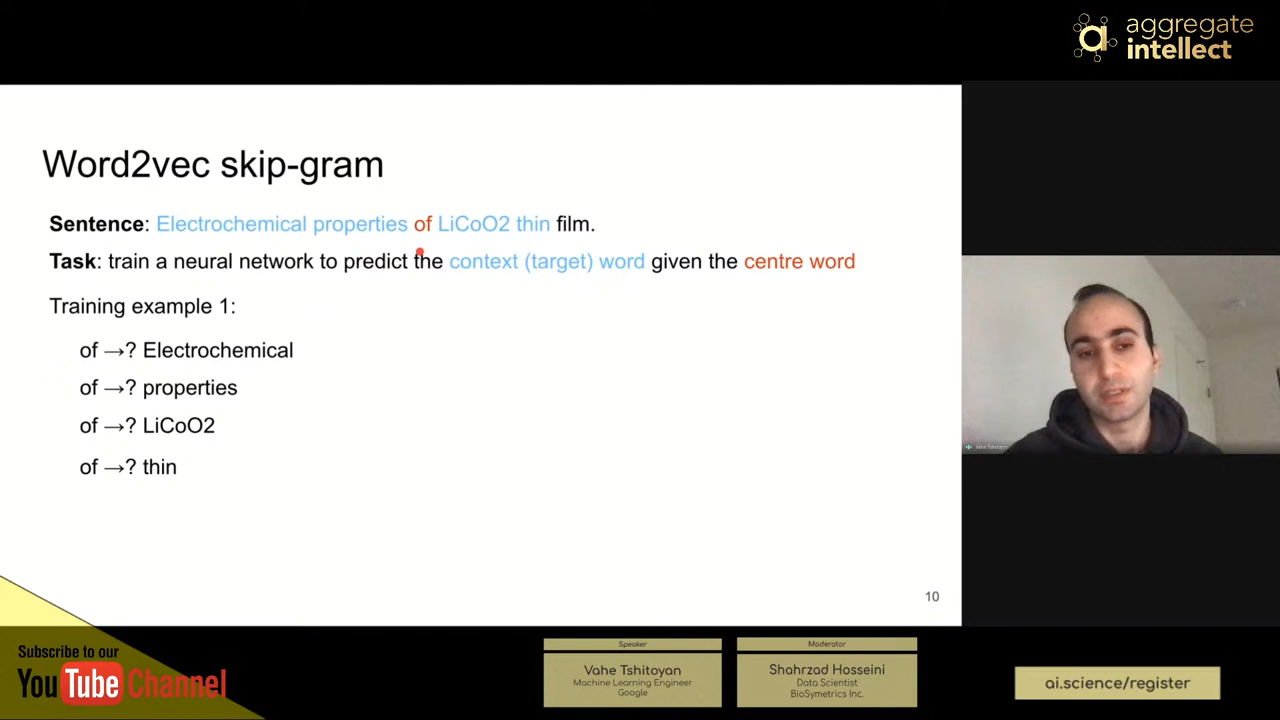 aggregate
intellect
Word2vec skip-gram
Sentence: Electrochemical properties of LiCoO2 thin film.
Task: train a neural network to predict the context (target) word given the centre word
Training example 1:
of →? Electrochemical
of →? properties
of →? LiCoO2
of →? thin
10
Vahe Tshitoyan
Subscribe to our
YouTube Channel
Speaker
Vahe Tshitoyan
Machine Learning Engineer
Google
Moderator
Shahrzad Hosseini
Data Scientist
BioSymetrics Inc.
ai.science/register